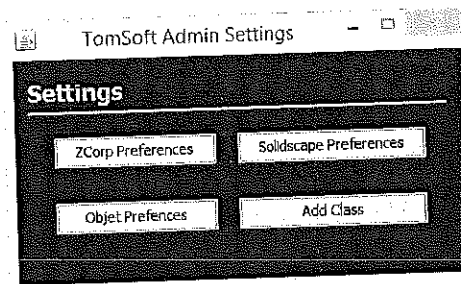 TomSoft Admin Settings
Settings
ZCorp Preferences
Solidscape Preferences
Objet Prefences
Add Class